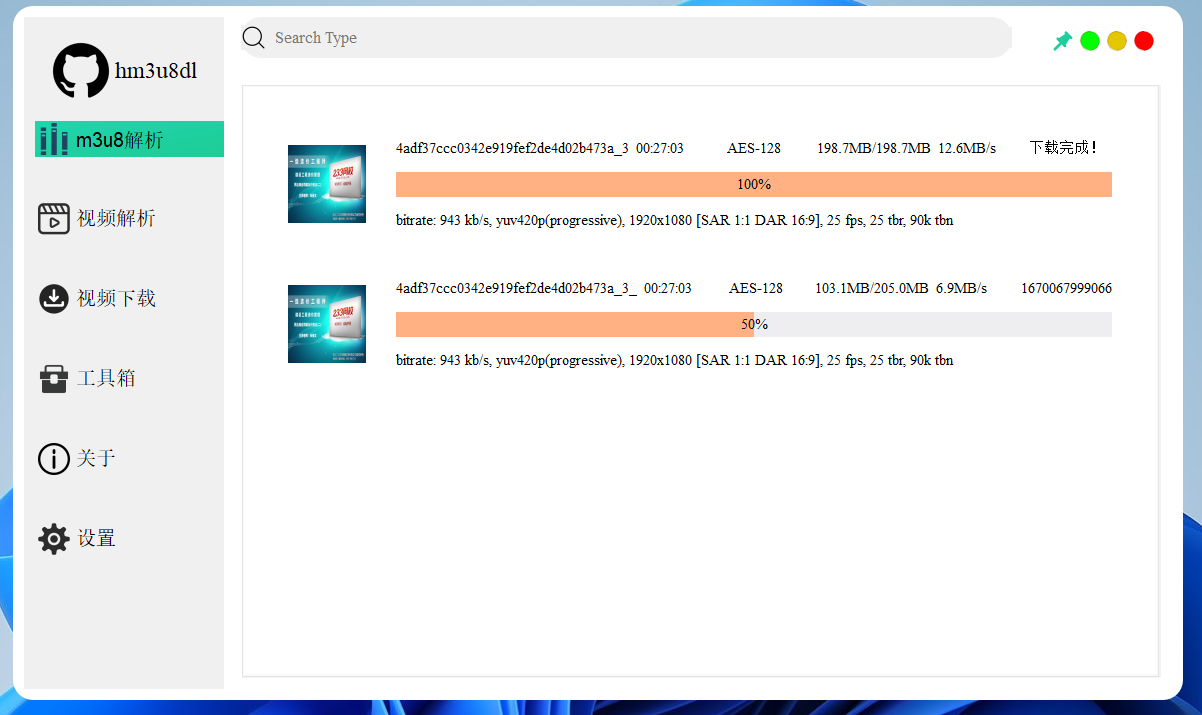 hm3u8dl
m3u8解析
视频解析
视频下载
工具箱
关于
设置
Search Type
4adf37ccc0342e919fef2de4d02b473a_3 00:27:03 AES-128 198.7MB/198.7MB 12.6MB/s 下载完成!
100%
bitrate: 943 kb/s, yuv420p(progressive), 1920x1080 [SAR 1:1 DAR 16:9], 25 fps, 25 tbr, 90k tbn
4adf37ccc0342e919fef2de4d02b473a_3_ 00:27:03 AES-128 103.1MB/205.0MB 6.9MB/s 1670067999066
50%
bitrate: 943 kb/s, yuv420p(progressive), 1920x1080 [SAR 1:1 DAR 16:9], 25 fps, 25 tbr, 90k tbn